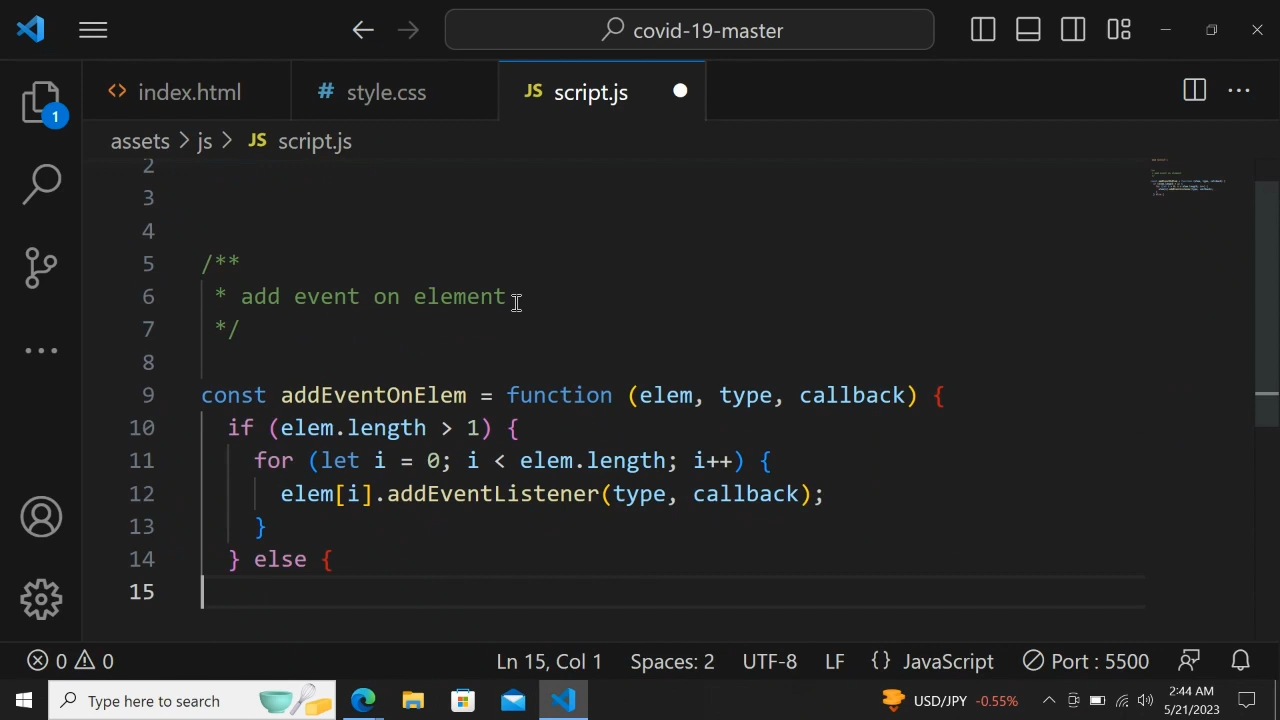 covid-19-master
index.html
# style.css
JS script.js
assets > js > JS script.js
1
2
3
4
5 /**
6 * add event on element
7 */
8
9 const addEventOnElem = function (elem, type, callback) {
10 if (elem.length > 1) {
11 for (let i = 0; i < elem.length; i++) {
12 elem[i].addEventListener(type, callback);
13 }
14 } else {
15
0 0 Ln 15, Col 1 Spaces: 2 UTF-8 LF {} JavaScript Port : 5500
Type here to search USD/JPY -0.55% 2:44 AM
5/21/2023